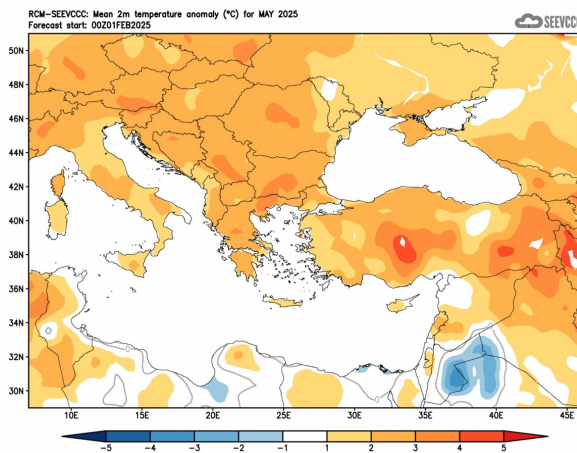 RCM-SEEVCCC: Mean 2m temperature anomaly (°C) for MAY 2025
Forecast start: 00Z01FEB2025
SEEVCCC
50N
48N
46N
44N
42N
40N
38N
36N
34N
32N
30N
10E 15E 20E 25E 30E 35E 40E 45E
-5 -4 -3 -2 -1 1 2 3 4 5